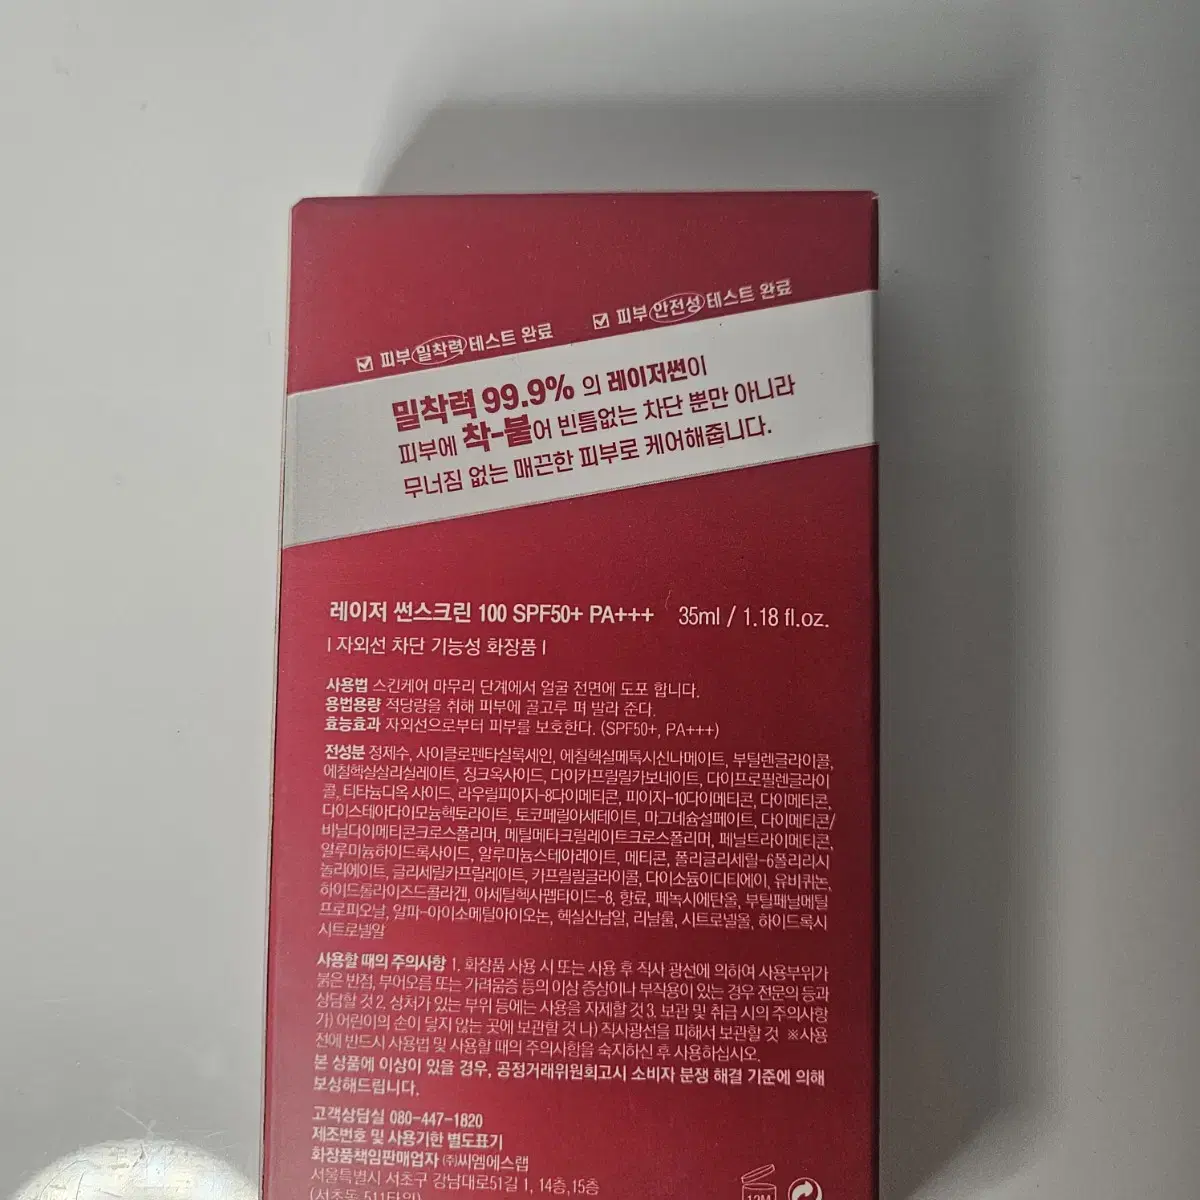 피부 밀착력 테스트 완료
피부 안전성 테스트 완료
밀착력 99.9% 의 레이저썬이
피부에 착-붙어 빈틈없는 차단 뿐만 아니라
무너짐 없는 매끈한 피부로 케어해줍니다.
레이저 썬스크린 100 SPF50+ PA+++ 35ml / 1.18 fl.oz.
| 자외선 차단 기능성 화장품 |
사용법 스킨케어 마무리 단계에서 얼굴 전면에 도포 합니다.
용법용량 적당량을 취해 피부에 골고루 펴 발라 준다.
효능효과 자외선으로부터 피부를 보호한다. (SPF50+, PA+++)
전성분 정제수, 사이클로펜타실록세인, 에칠헥실메톡시신나메이트, 부틸렌글라이콜,
에칠헥실살리실레이트, 징크옥사이드, 다이카프릴릴카보네이트, 다이프로필렌글라이
콜, 티타늄디옥사이드, 라우릴피이지-8다이메티콘, 피이지-10다이메티콘, 다이메티콘,
다이스테아다이모늄헥토라이트, 토코페릴아세테이트, 마그네슘설페이트, 다이메티콘/
비닐다이메티콘크로스폴리머, 메틸메타크릴레이트크로스폴리머, 페닐트라이메티콘,
알루미늄하이드록사이드, 알루미늄스테아레이트, 메티콘, 폴리글리세릴-6폴리리시
놀리에이트, 글리세릴카프릴레이트, 카프릴릴글라이콜, 다이소듐이디티에이, 유비퀴논,
하이드롤라이즈드콜라겐, 아세틸헥사펩타이드-8, 향료, 페녹시에탄올, 부틸페닐메틸
프로피오날, 알파-아이소메틸아이오논, 헥실신남알, 리날룰, 시트로넬올, 하이드록시
시트로넬알
사용할 때의 주의사항 1. 화장품 사용 시 또는 사용 후 직사 광선에 의하여 사용부위가
붉은 반점, 부어오름 또는 가려움증 등의 이상 증상이나 부작용이 있는 경우 전문의 등과
상담할 것 2. 상처가 있는 부위 등에는 사용을 자제할 것 3. 보관 및 취급 시의 주의사항
가) 어린이의 손이 닿지 않는 곳에 보관할 것 나) 직사광선을 피해서 보관할 것 ※사용
전에 반드시 사용법 및 사용할 때의 주의사항을 숙지하신 후 사용하십시오.
본 상품에 이상이 있을 경우, 공정거래위원회고시 소비자 분쟁 해결 기준에 의해
보상해드립니다.
고객상담실 080-447-1820
제조번호 및 사용기한 별도표기
화장품책임판매업자 ㈜씨엠에스랩
서울특별시 서초구 강남대로51길 1, 14층,15층
(서초동, 511타워)
12M